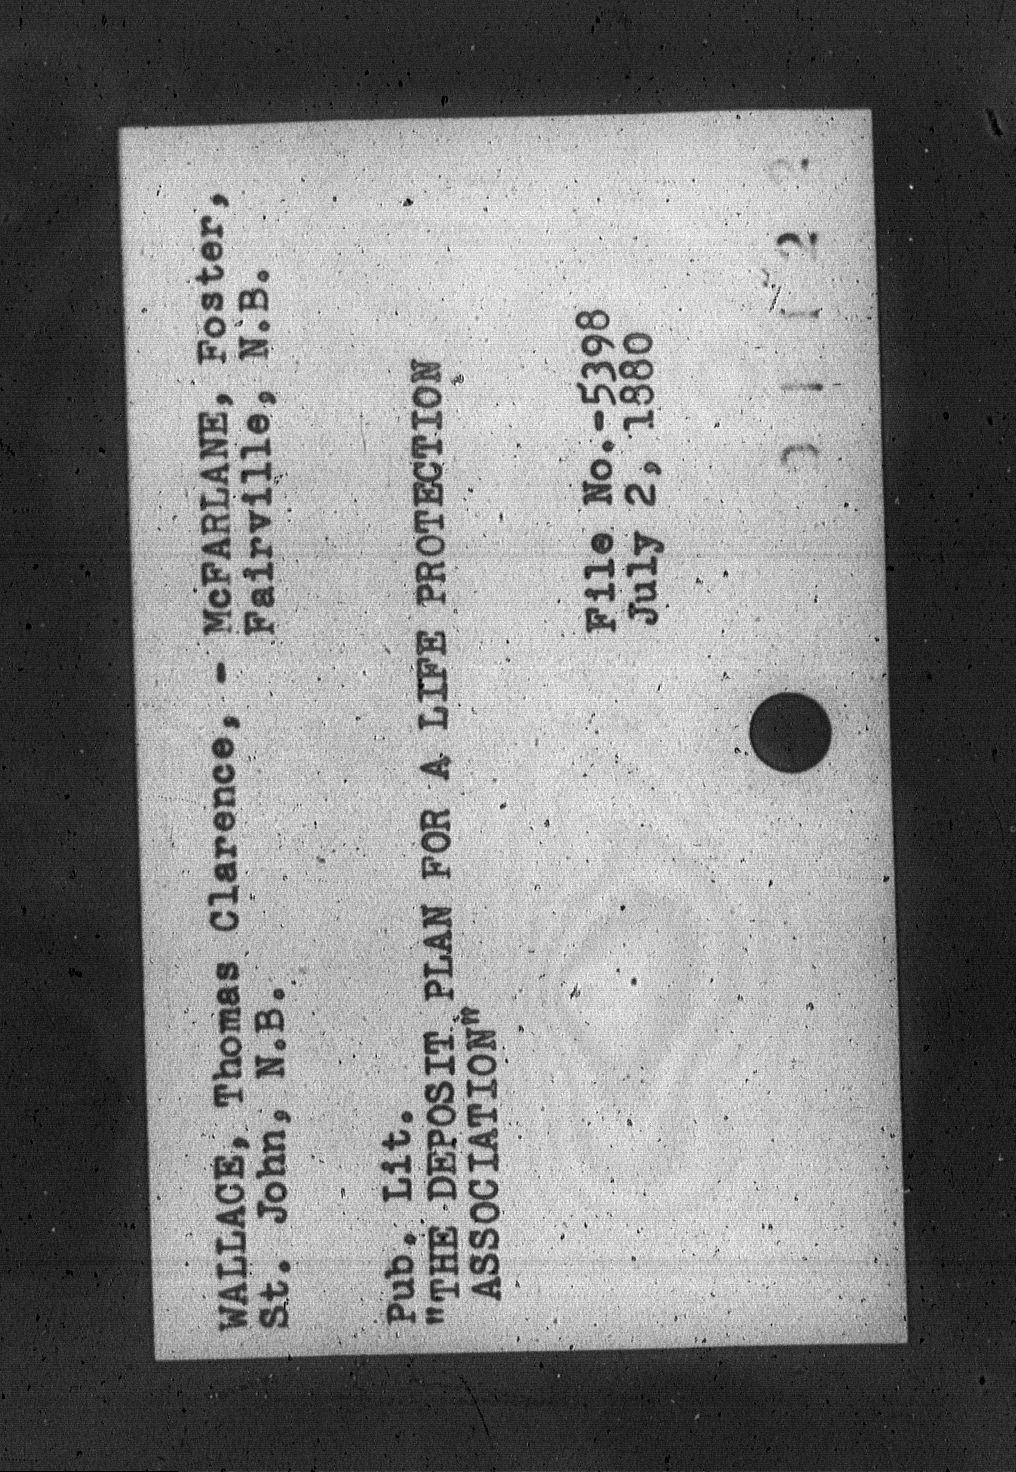 WALLACE, Thomas Clarence, - McFARLANE, Foster,
St. John, N.B. Fairville, N.B.
Pub. Lit.
"THE DEPOSIT PLAN FOR A LIFE PROTECTION
ASSOCIATION"
File No.-5398
July 2, 1880